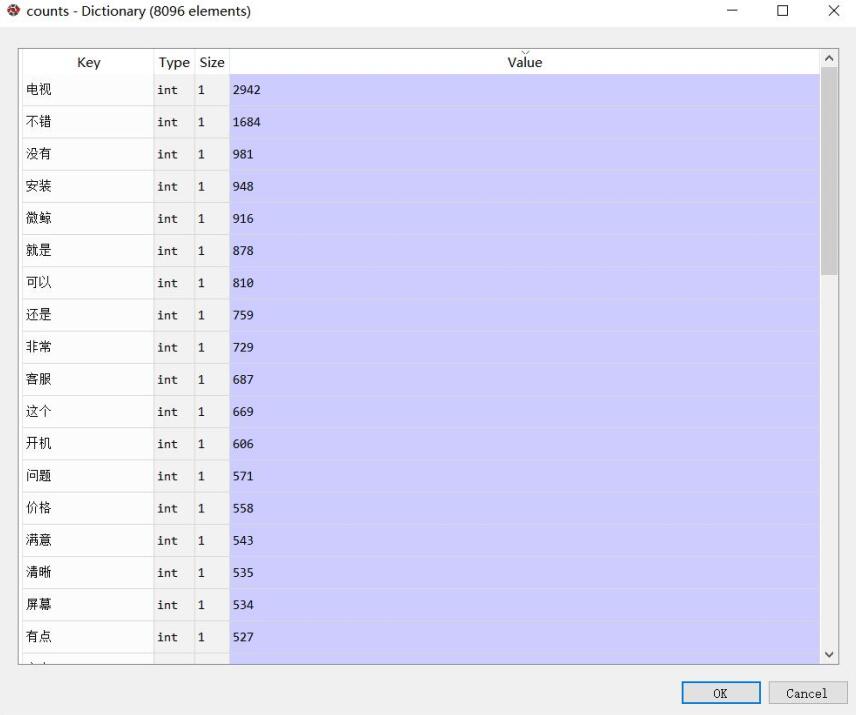 counts - Dictionary (8096 elements)
Key Type Size Value
电视 int 1 2942
不错 int 1 1684
没有 int 1 981
安装 int 1 948
微鲸 int 1 916
就是 int 1 878
可以 int 1 810
还是 int 1 759
非常 int 1 729
客服 int 1 687
这个 int 1 669
开机 int 1 606
问题 int 1 571
价格 int 1 558
满意 int 1 543
清晰 int 1 535
屏幕 int 1 534
有点 int 1 527
OK Cancel